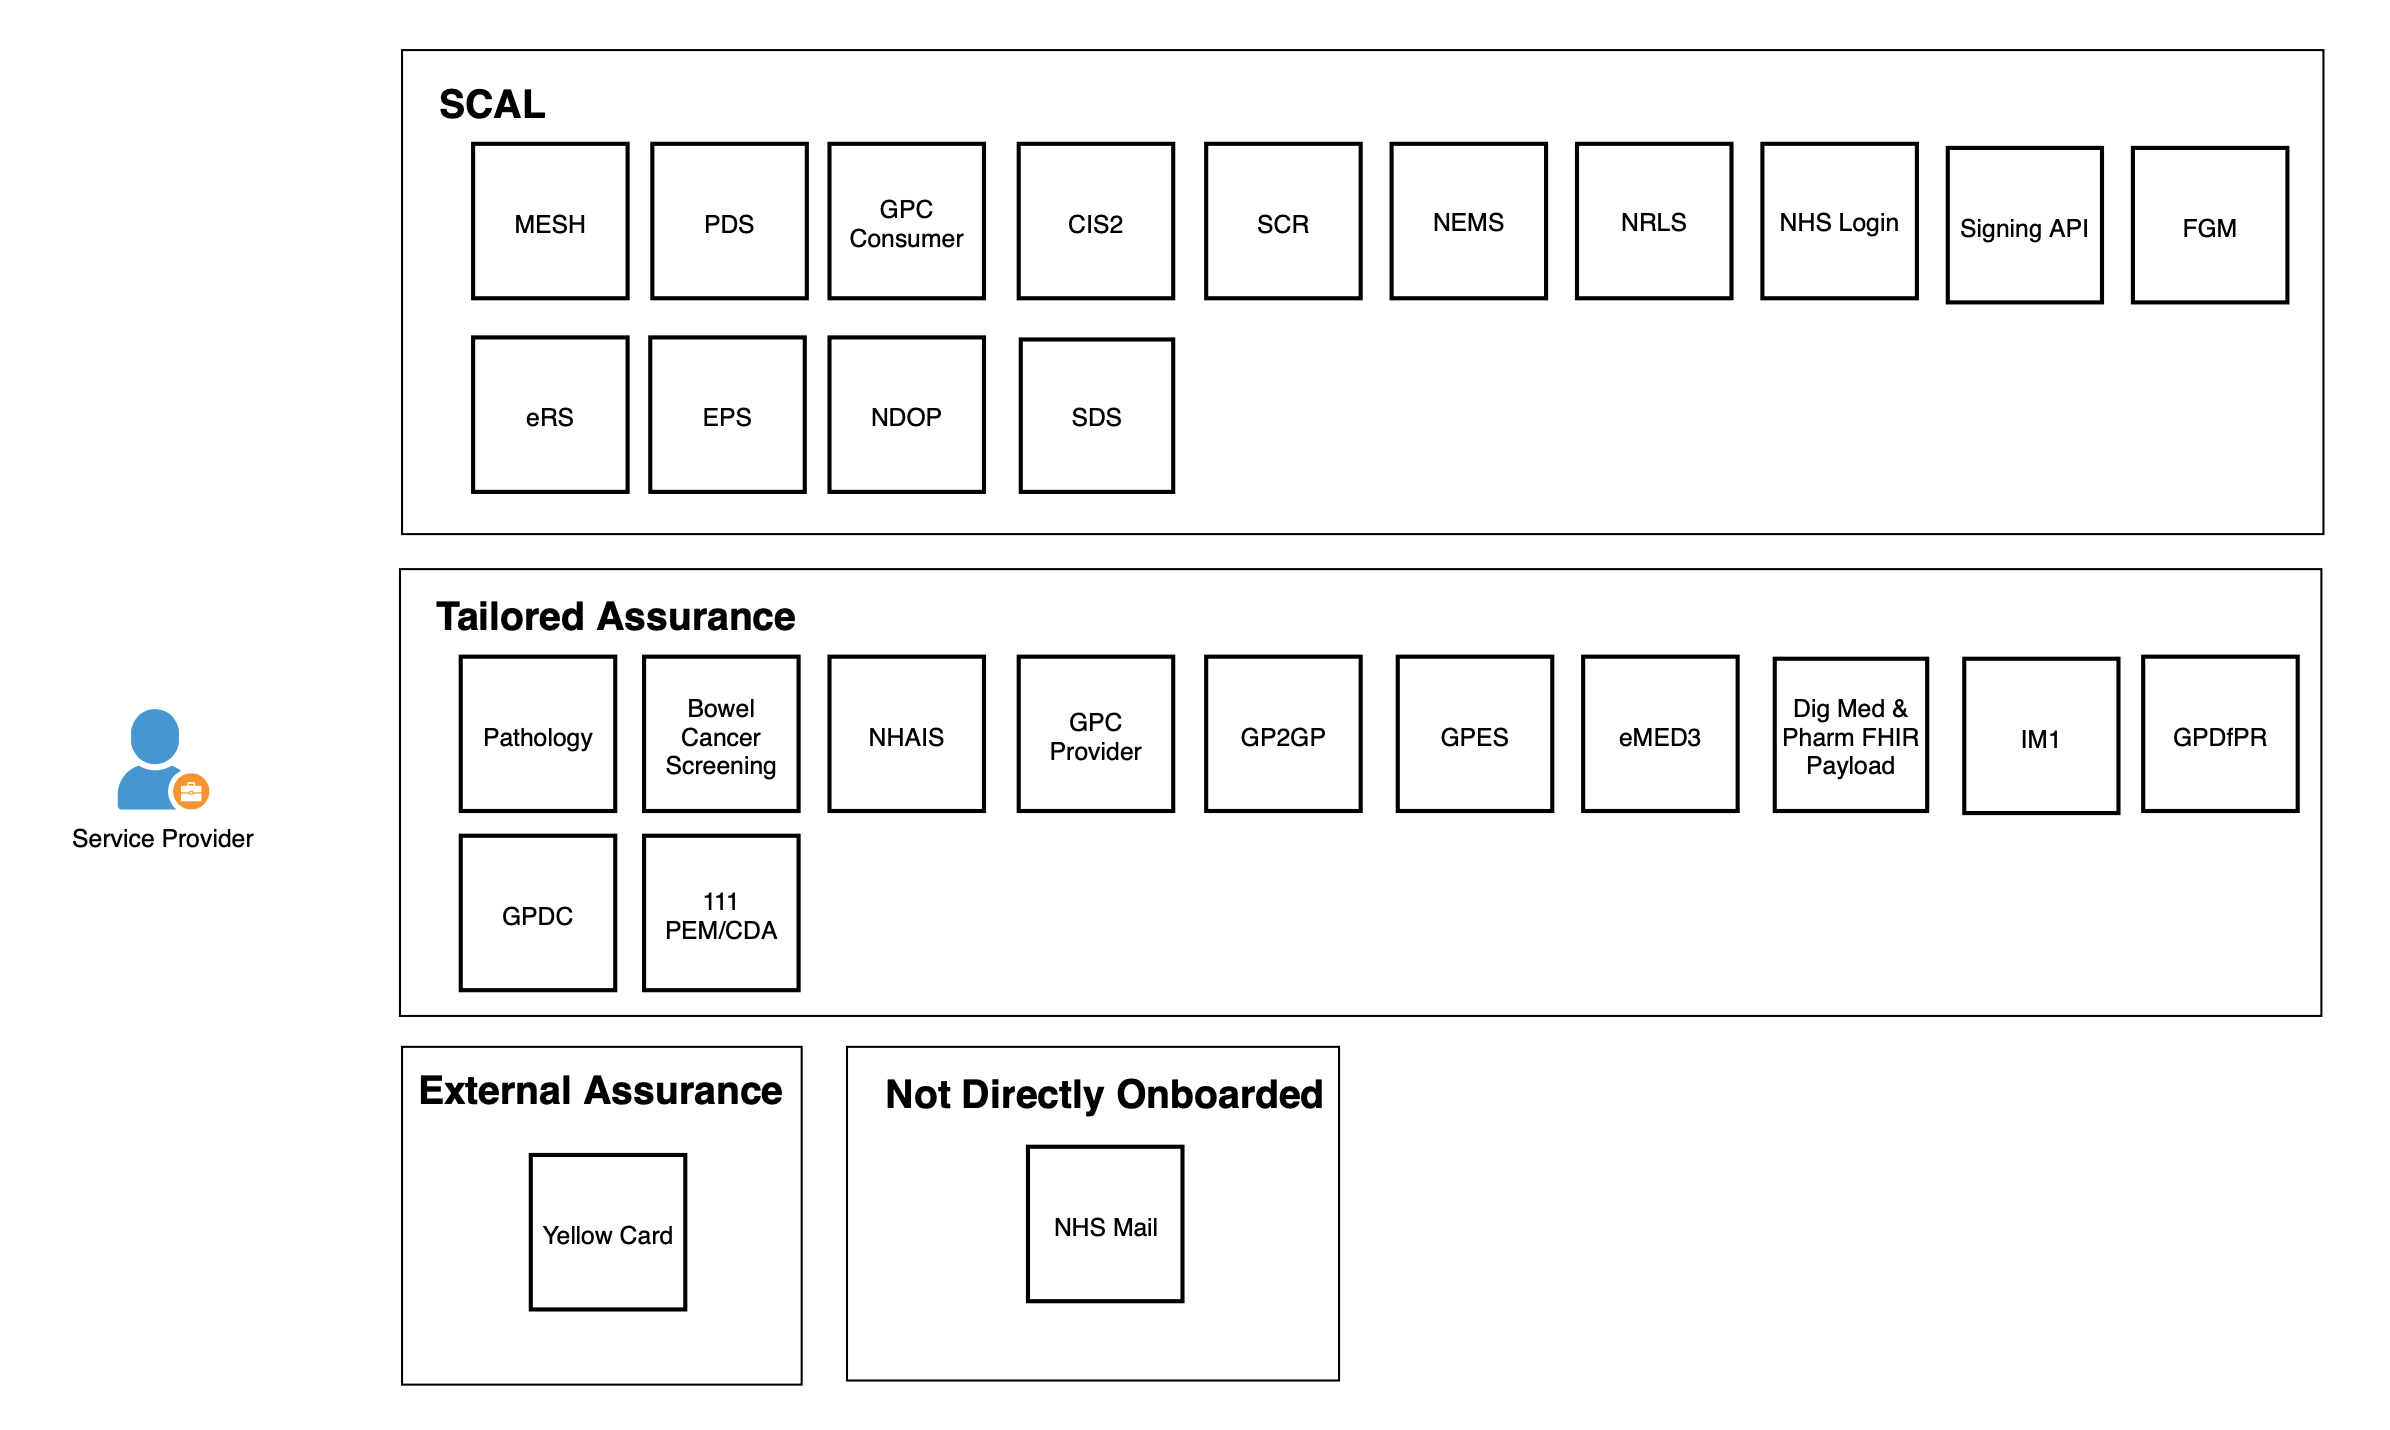 SCAL
MESH
PDS
GPC
Consumer
CIS2
SCR
NEMS
NRLS
NHS Login
Signing API
FGM
eRS
EPS
NDOP
SDS
Tailored Assurance
Pathology
Bowel
Cancer
Screening
NHAIS
GPC
Provider
GP2GP
GPES
eMED3
Dig Med &
Pharm FHIR
Payload
IM1
GPDfPR
GPDC
111
PEM/CDA
Service Provider
External Assurance
Yellow Card
Not Directly Onboarded
NHS Mail